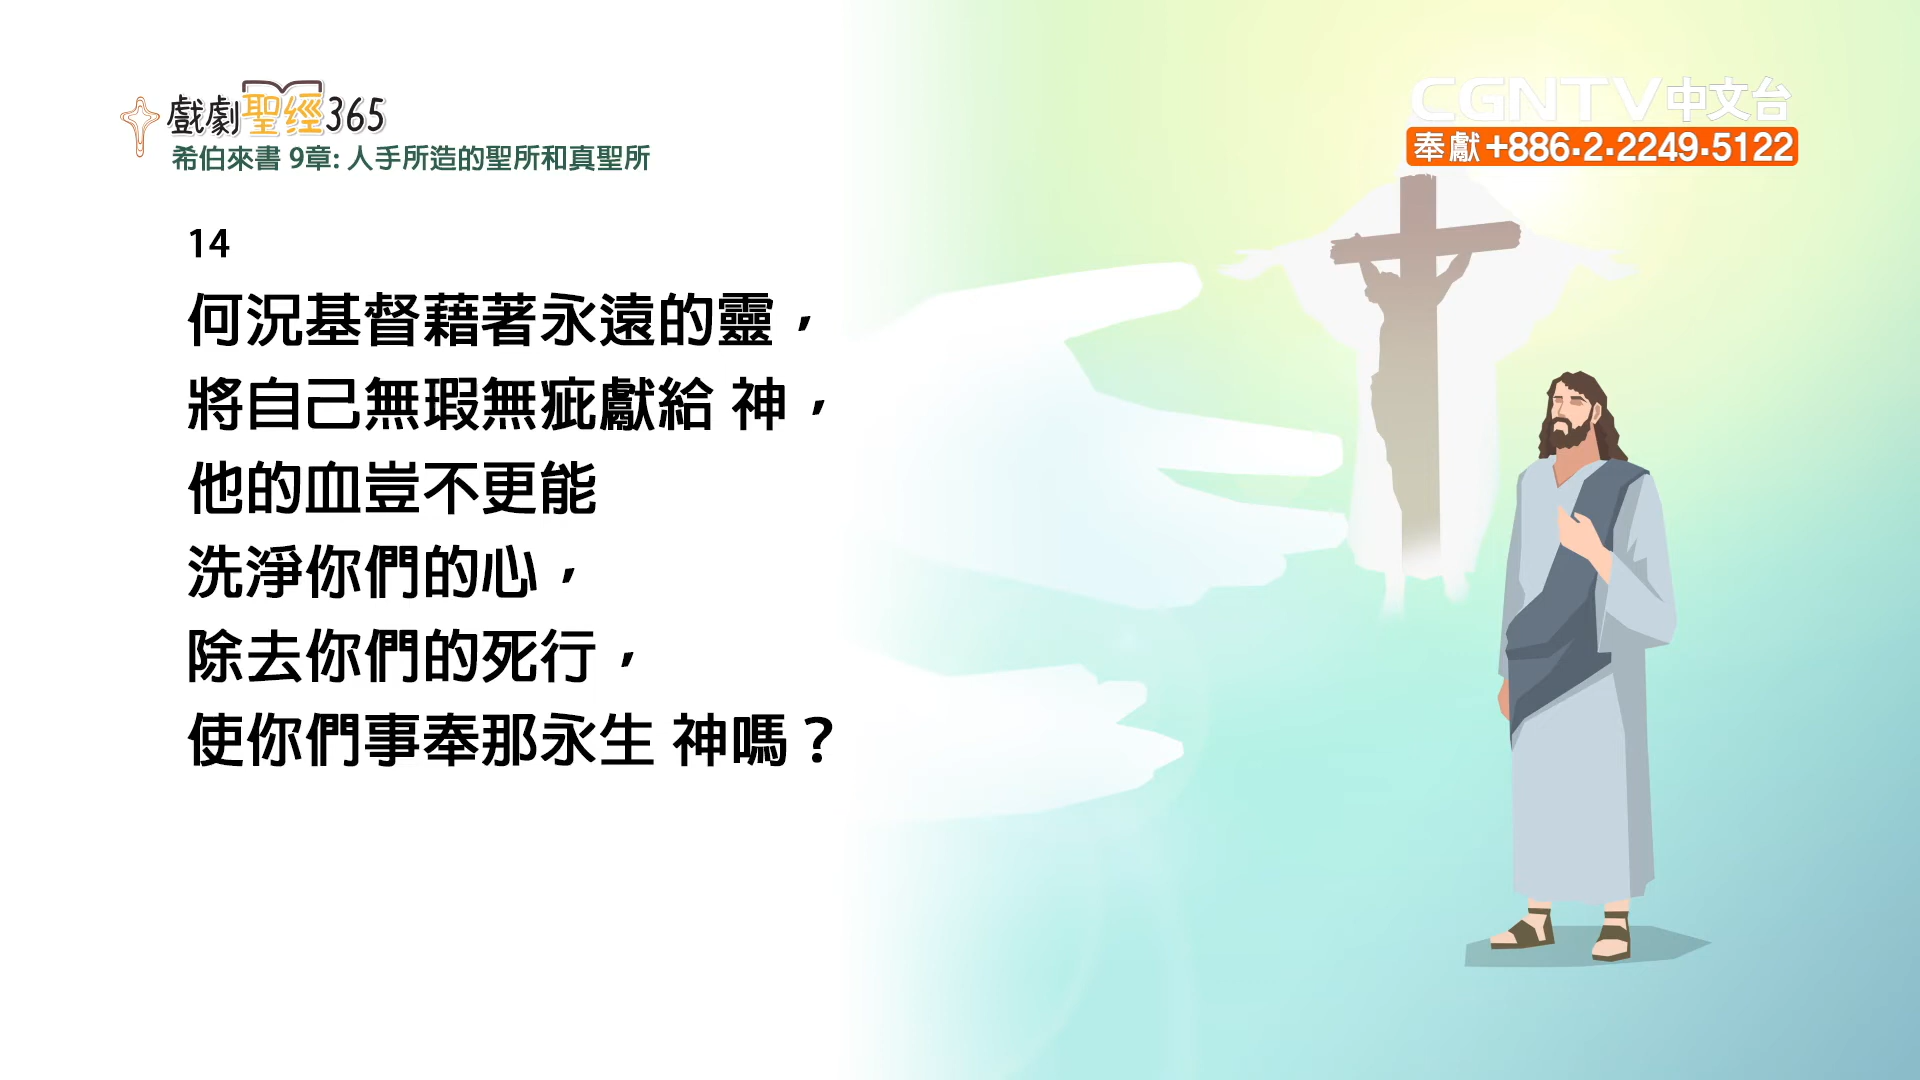 戲劇聖經365
希伯來書 9章: 人手所造的聖所和真聖所
CGNTV中文台
奉獻 +886·2·2249·5122
14
何況基督藉著永遠的靈，
將自己無瑕無疵獻給 神，
他的血豈不更能
洗淨你們的心，
除去你們的死行，
使你們事奉那永生 神嗎？